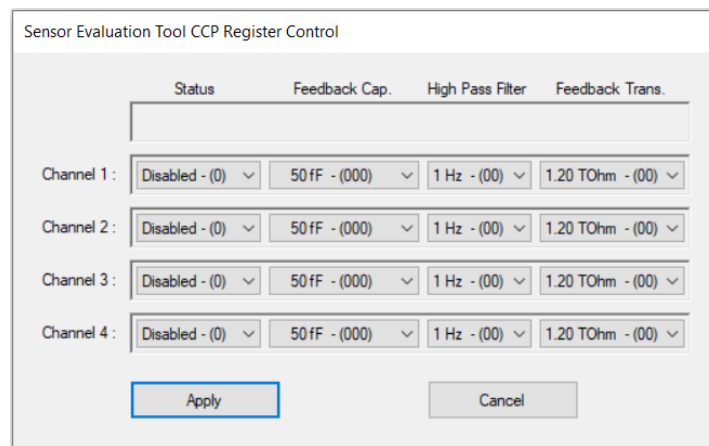 Sensor Evaluation Tool CCP Register Control
Status Feedback Cap. High Pass Filter Feedback Trans.
Channel 1 : Disabled - (0) 50 fF - (000) 1 Hz - (00) 1.20 TOhm - (00)
Channel 2 : Disabled - (0) 50 fF - (000) 1 Hz - (00) 1.20 TOhm - (00)
Channel 3 : Disabled - (0) 50 fF - (000) 1 Hz - (00) 1.20 TOhm - (00)
Channel 4 : Disabled - (0) 50 fF - (000) 1 Hz - (00) 1.20 TOhm - (00)
Apply Cancel